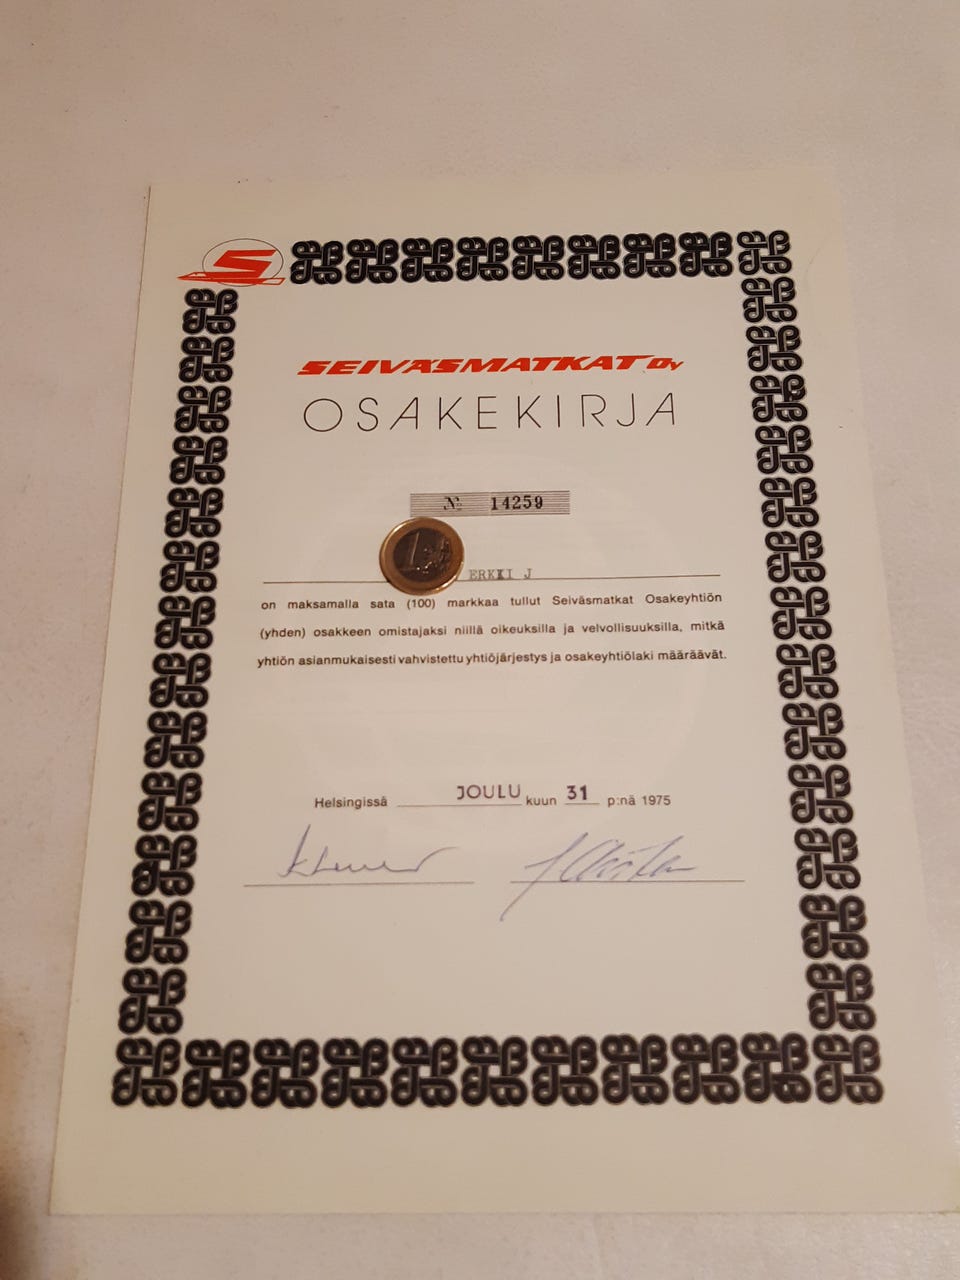 S
SEIVÄSMATKAT OY
OSAKEKIRJA
№ 14259
ERKKI J
on maksamalla sata (100) markkaa tullut Seiväsmatkat Osakeyhtiön
(yhden) osakkeen omistajaksi niillä oikeuksilla ja velvollisuuksilla, mitkä
yhtiön asianmukaisesti vahvistettu yhtiöjärjestys ja osakeyhtiölaki määräävät.
Helsingissä JOULU kuun 31 p:nä 1975